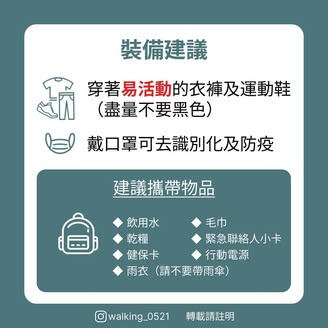 裝備建議
穿著易活動的衣褲及運動鞋
（盡量不要黑色）
戴口罩可去識別化及防疫
建議攜帶物品
◆ 飲用水
◆ 毛巾
◆ 乾糧
◆ 緊急聯絡人小卡
◆ 健保卡
◆ 行動電源
◆ 雨衣（請不要帶雨傘）
walking_0521 轉載請註明